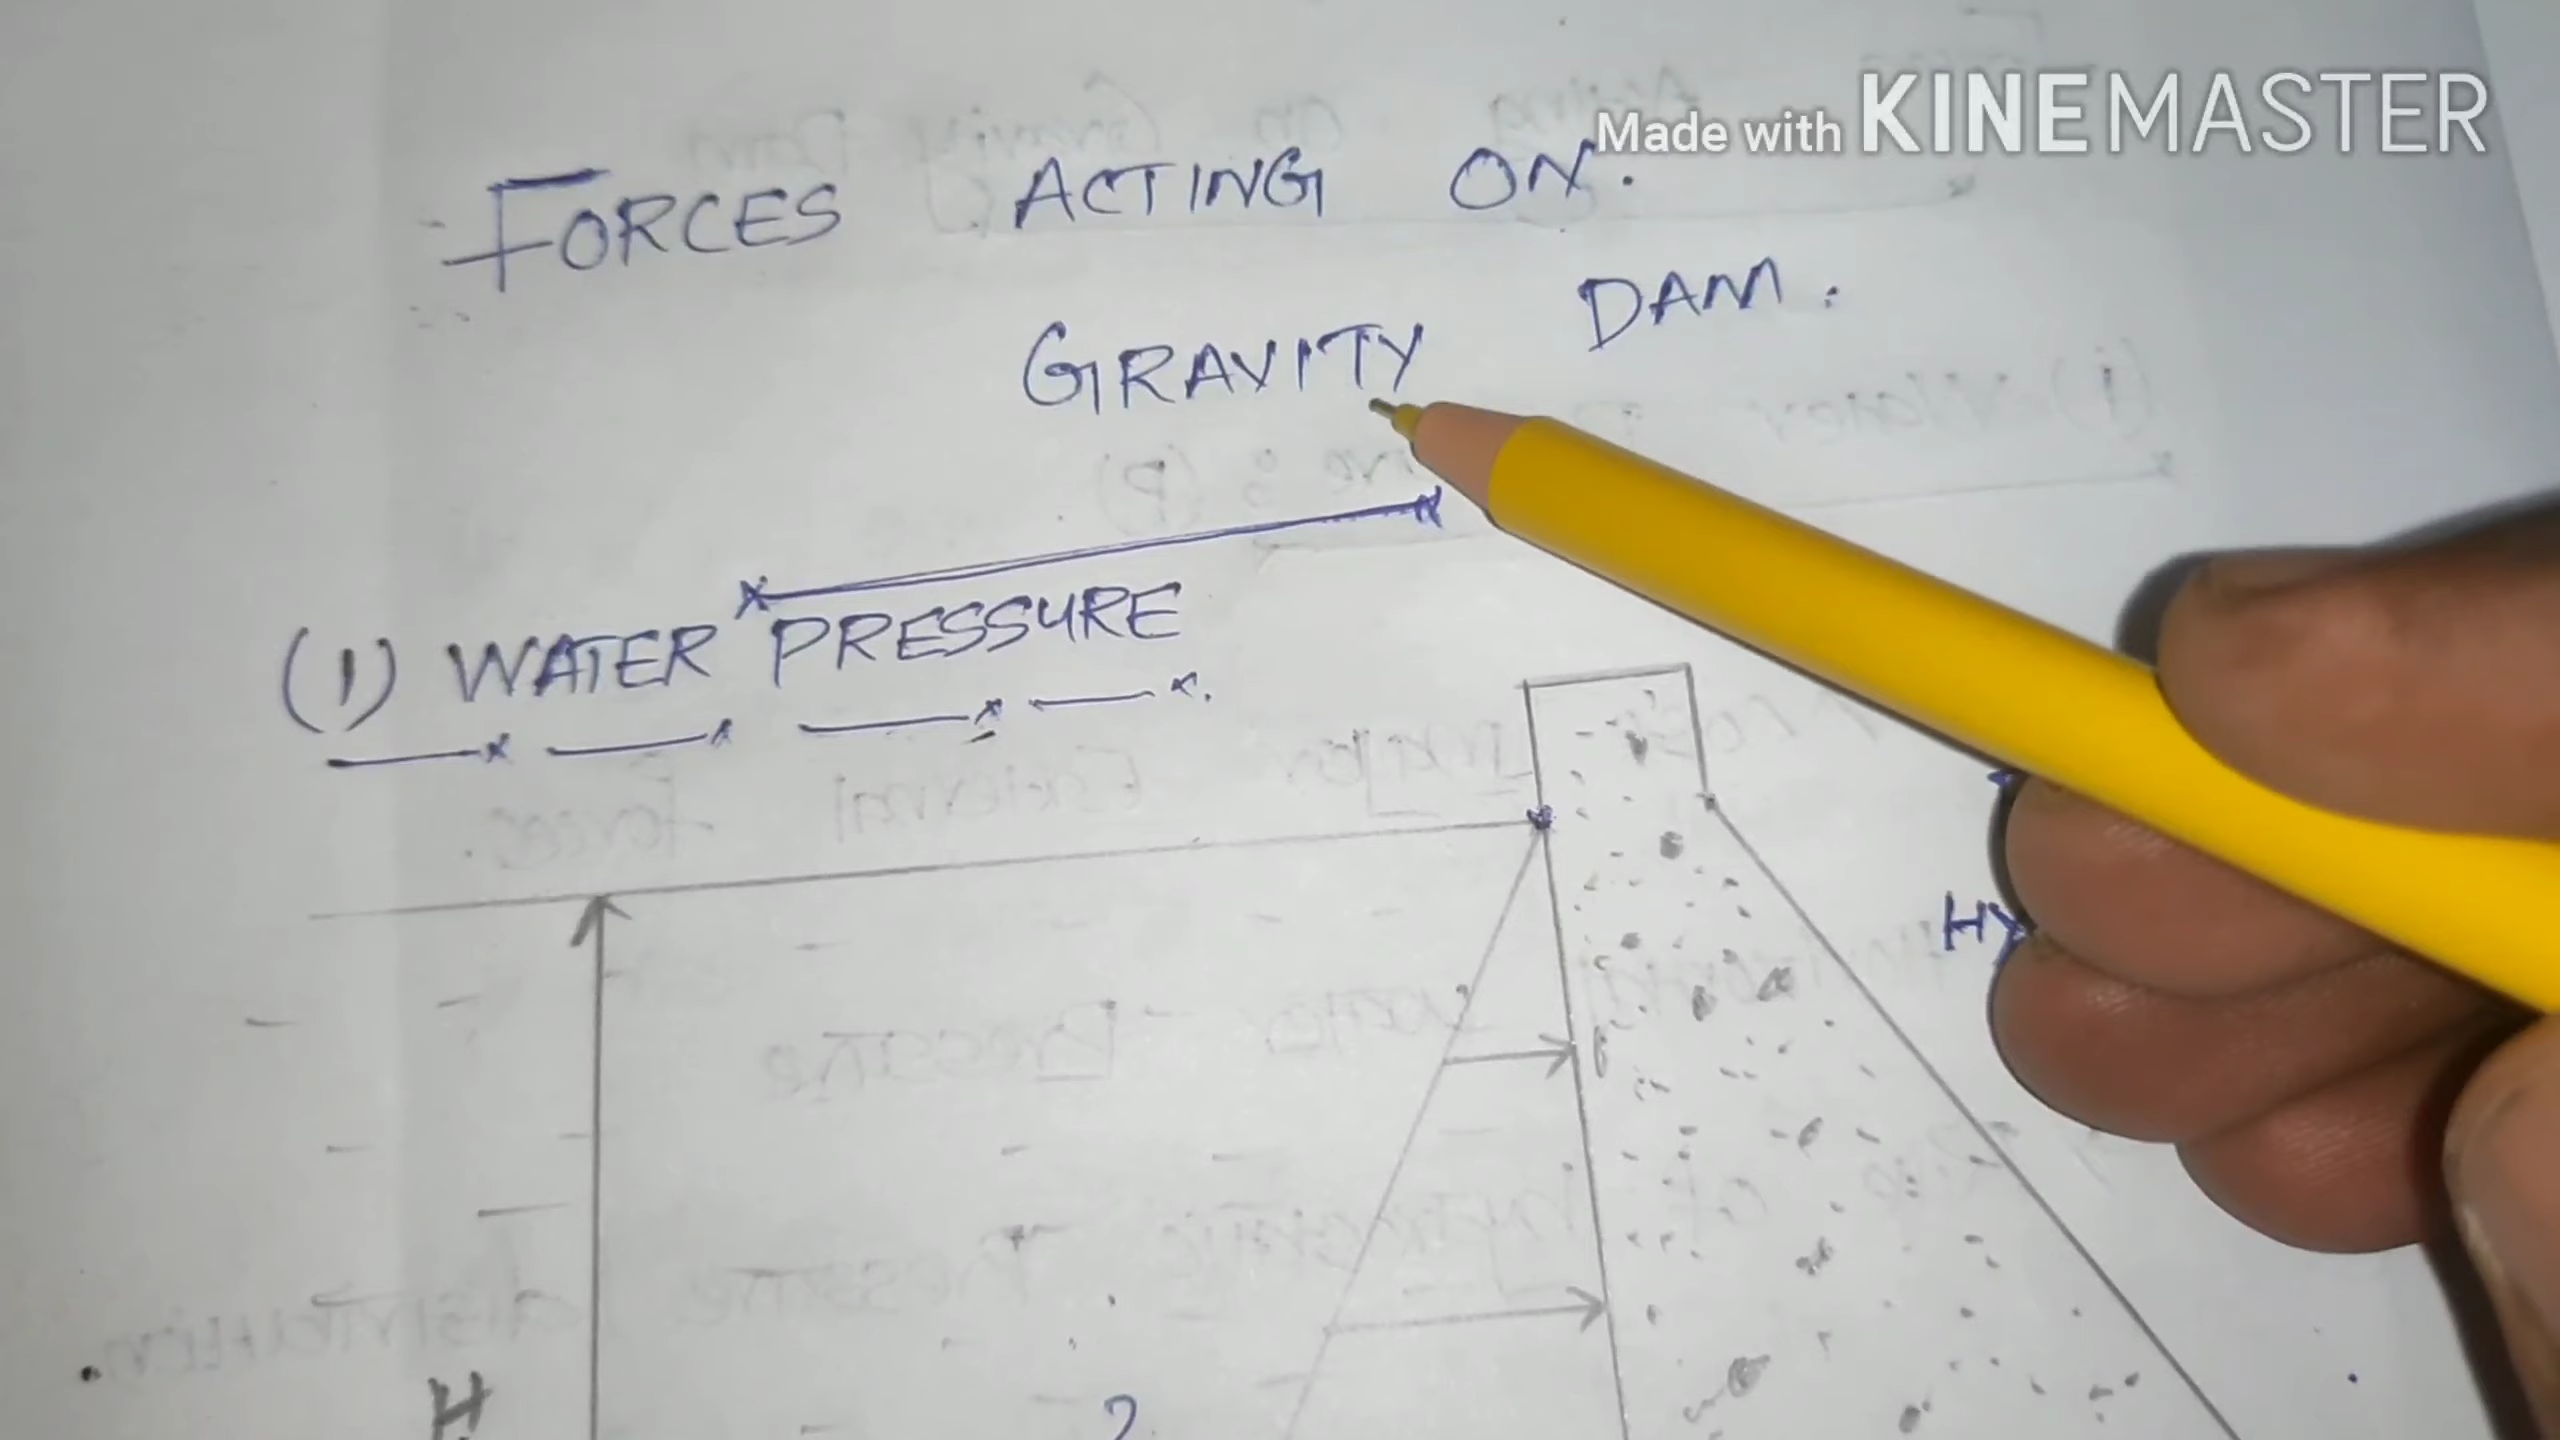 Made with KINEMASTER
FORCES ACTING ON.
GRAVITY DAM.
(1) WATER PRESSURE
H